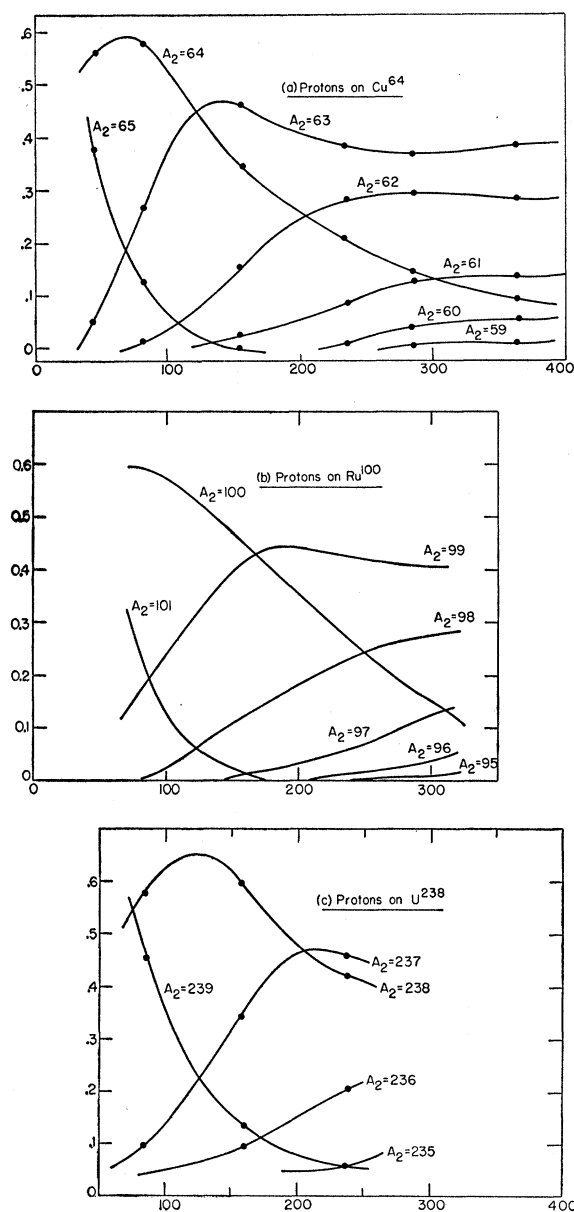 .6
.5
.4
.3
.2
.1
0
A2=64
(a) Protons on Cu64
A2=65
A2=63
A2=62
A2=61
A2=60
A2=59
0 100 200 300 400
0.6
0.5
0.4
0.3
0.2
0.1
0
(b) Protons on Ru100
A2=100
A2=99
A2=101
A2=98
A2=97
A2=96
A2=95
0 100 200 300
.6
.5
.4
.3
.2
.1
0
(c) Protons on U238
A2=237
A2=239
A2=238
A2=236
A2=235
100 200 300 400